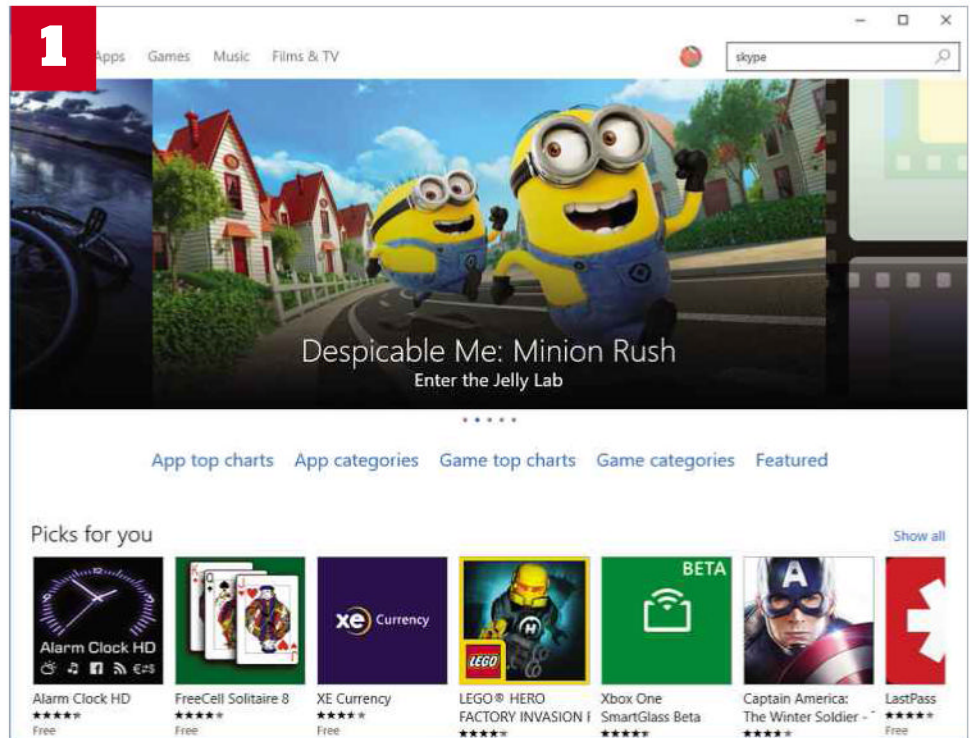 1
Apps Games Music Films & TV skype
Despicable Me: Minion Rush
Enter the Jelly Lab
App top charts App categories Game top charts Game categories Featured
Picks for you Show all
BETA
A
xe Currency
H
Alarm Clock HD
LEGO
Alarm Clock HD FreeCell Solitaire 8 XE Currency LEGO® HERO Xbox One Captain America: LastPass
FACTORY INVASION SmartGlass Beta The Winter Soldier -
Free Free Free Free